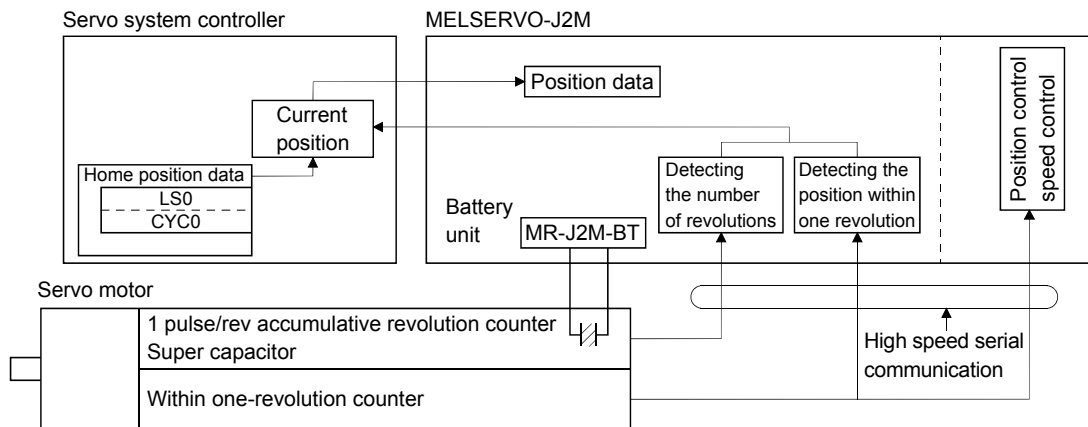 Servo system controller
MELSERVO-J2M
Position data
Current
position
Home position data
LS0
CYC0
Detecting
the number
of revolutions
Detecting the
position within
one revolution
Position control
speed control
Battery
unit
MR-J2M-BT
Servo motor
1 pulse/rev accumulative revolution counter
Super capacitor
Within one-revolution counter
High speed serial
communication